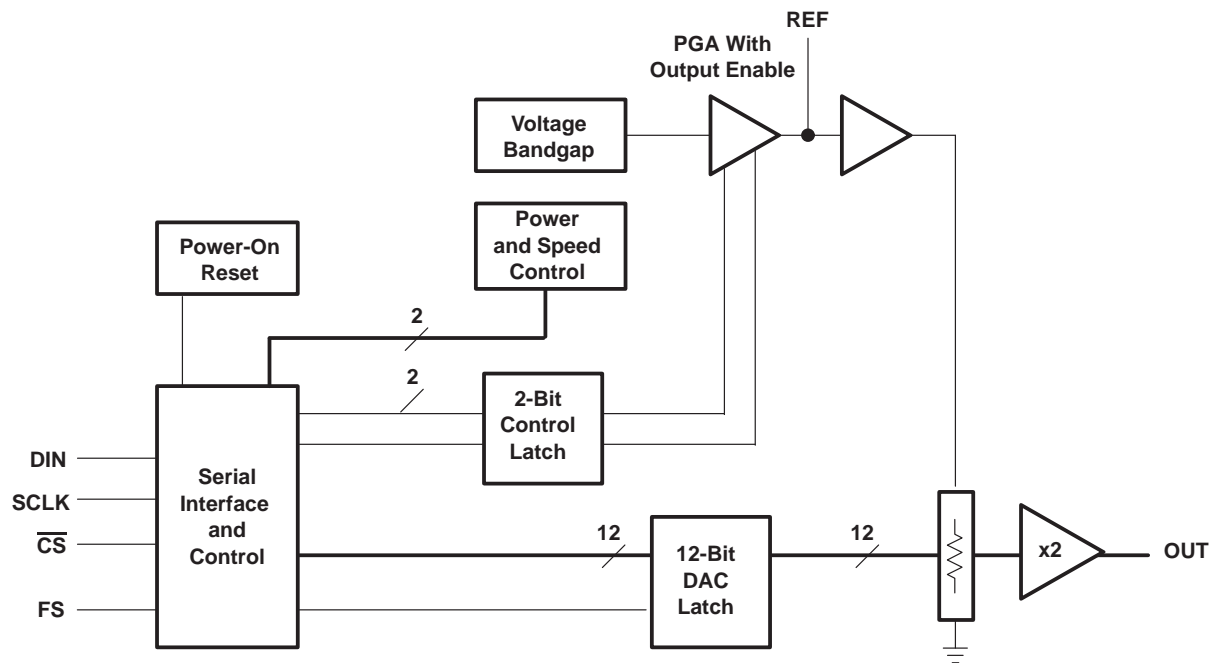 REF
PGA With
Output Enable
Voltage
Bandgap
Power
and Speed
Control
Power-On
Reset
2
2
2-Bit
Control
Latch
DIN
SCLK
CS
FS
Serial
Interface
and
Control
12
12-Bit
DAC
Latch
12
x2
OUT